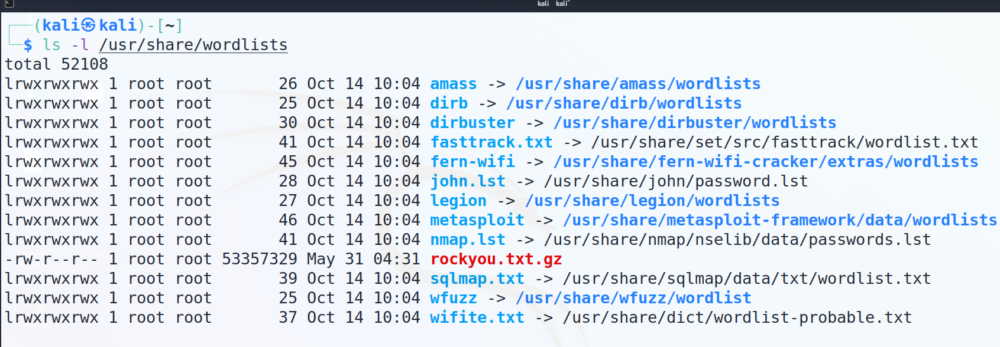 kali kali
(kali㉿kali)-[~]
$ ls -l /usr/share/wordlists
total 52108
lrwxrwxrwx 1 root root       26 Oct 14 10:04 amass -> /usr/share/amass/wordlists
lrwxrwxrwx 1 root root       25 Oct 14 10:04 dirb -> /usr/share/dirb/wordlists
lrwxrwxrwx 1 root root       30 Oct 14 10:04 dirbuster -> /usr/share/dirbuster/wordlists
lrwxrwxrwx 1 root root       41 Oct 14 10:04 fasttrack.txt -> /usr/share/set/src/fasttrack/wordlist.txt
lrwxrwxrwx 1 root root       45 Oct 14 10:04 fern-wifi -> /usr/share/fern-wifi-cracker/extras/wordlists
lrwxrwxrwx 1 root root       28 Oct 14 10:04 john.lst -> /usr/share/john/password.lst
lrwxrwxrwx 1 root root       27 Oct 14 10:04 legion -> /usr/share/legion/wordlists
lrwxrwxrwx 1 root root       46 Oct 14 10:04 metasploit -> /usr/share/metasploit-framework/data/wordlists
lrwxrwxrwx 1 root root       41 Oct 14 10:04 nmap.lst -> /usr/share/nmap/nselib/data/passwords.lst
-rw-r--r-- 1 root root 53357329 May 31 04:31 rockyou.txt.gz
lrwxrwxrwx 1 root root       39 Oct 14 10:04 sqlmap.txt -> /usr/share/sqlmap/data/txt/wordlist.txt
lrwxrwxrwx 1 root root       25 Oct 14 10:04 wfuzz -> /usr/share/wfuzz/wordlist
lrwxrwxrwx 1 root root       37 Oct 14 10:04 wifite.txt -> /usr/share/dict/wordlist-probable.txt